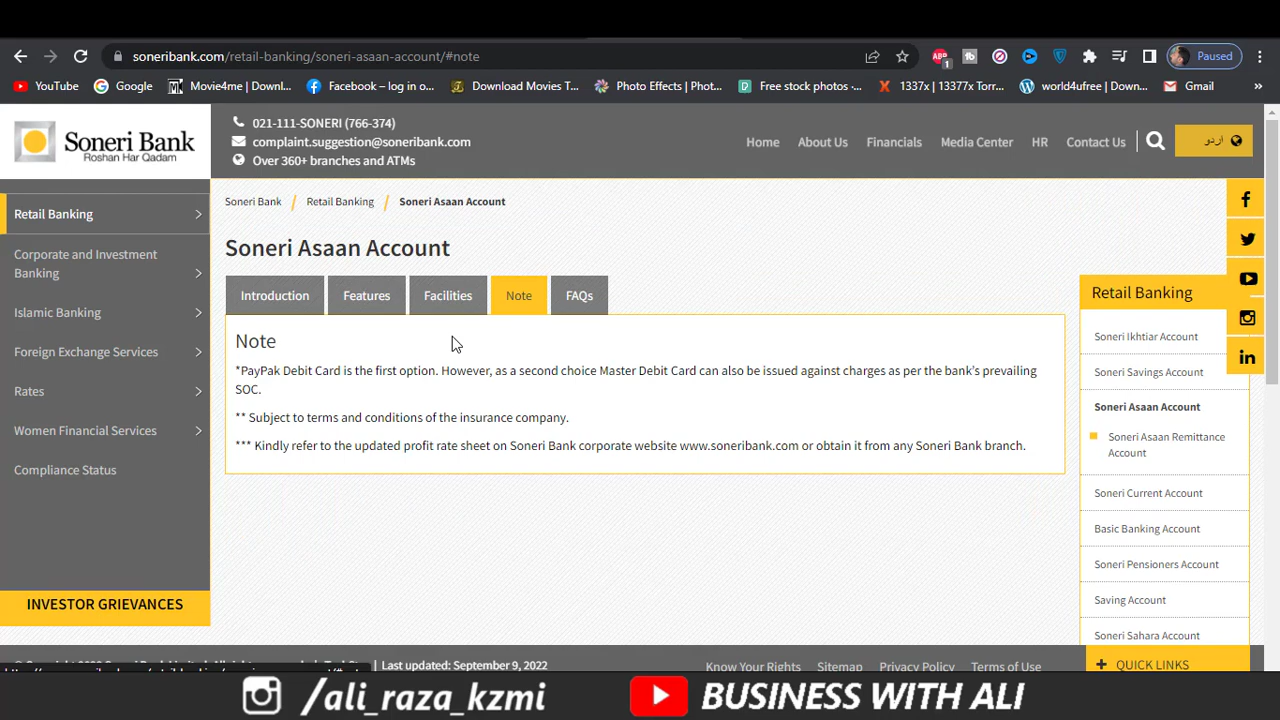 soneribank.com/retail-banking/soneri-asaan-account/#note
ABP
1
Paused
YouTube
Google
Movie4me | Downl...
Facebook – log in o...
Download Movies T...
Photo Effects | Phot...
Free stock photos -...
1337x | 13377x Torr...
world4ufree | Down...
Gmail
»
Soneri Bank
Roshan Har Qadam
021-111-SONERI (766-374)
complaint.suggestion@soneribank.com
Over 360+ branches and ATMs
Home
About Us
Financials
Media Center
HR
Contact Us
اردو
Retail Banking
Corporate and Investment
Banking
Islamic Banking
Foreign Exchange Services
Rates
Women Financial Services
Compliance Status
INVESTOR GRIEVANCES
Soneri Bank / Retail Banking / Soneri Asaan Account
Soneri Asaan Account
Introduction
Features
Facilities
Note
FAQs
Note
*PayPak Debit Card is the first option. However, as a second choice Master Debit Card can also be issued against charges as per the bank's prevailing
SOC.
** Subject to terms and conditions of the insurance company.
*** Kindly refer to the updated profit rate sheet on Soneri Bank corporate website www.soneribank.com or obtain it from any Soneri Bank branch.
Retail Banking
Soneri Ikhtiar Account
Soneri Savings Account
Soneri Asaan Account
Soneri Asaan Remittance
Account
Soneri Current Account
Basic Banking Account
Soneri Pensioners Account
Saving Account
Soneri Sahara Account
+ QUICK LINKS
| Last updated: September 9, 2022
Know Your Rights
Sitemap
Privacy Policy
Terms of Use
/ali_raza_kzmi
BUSINESS WITH ALI